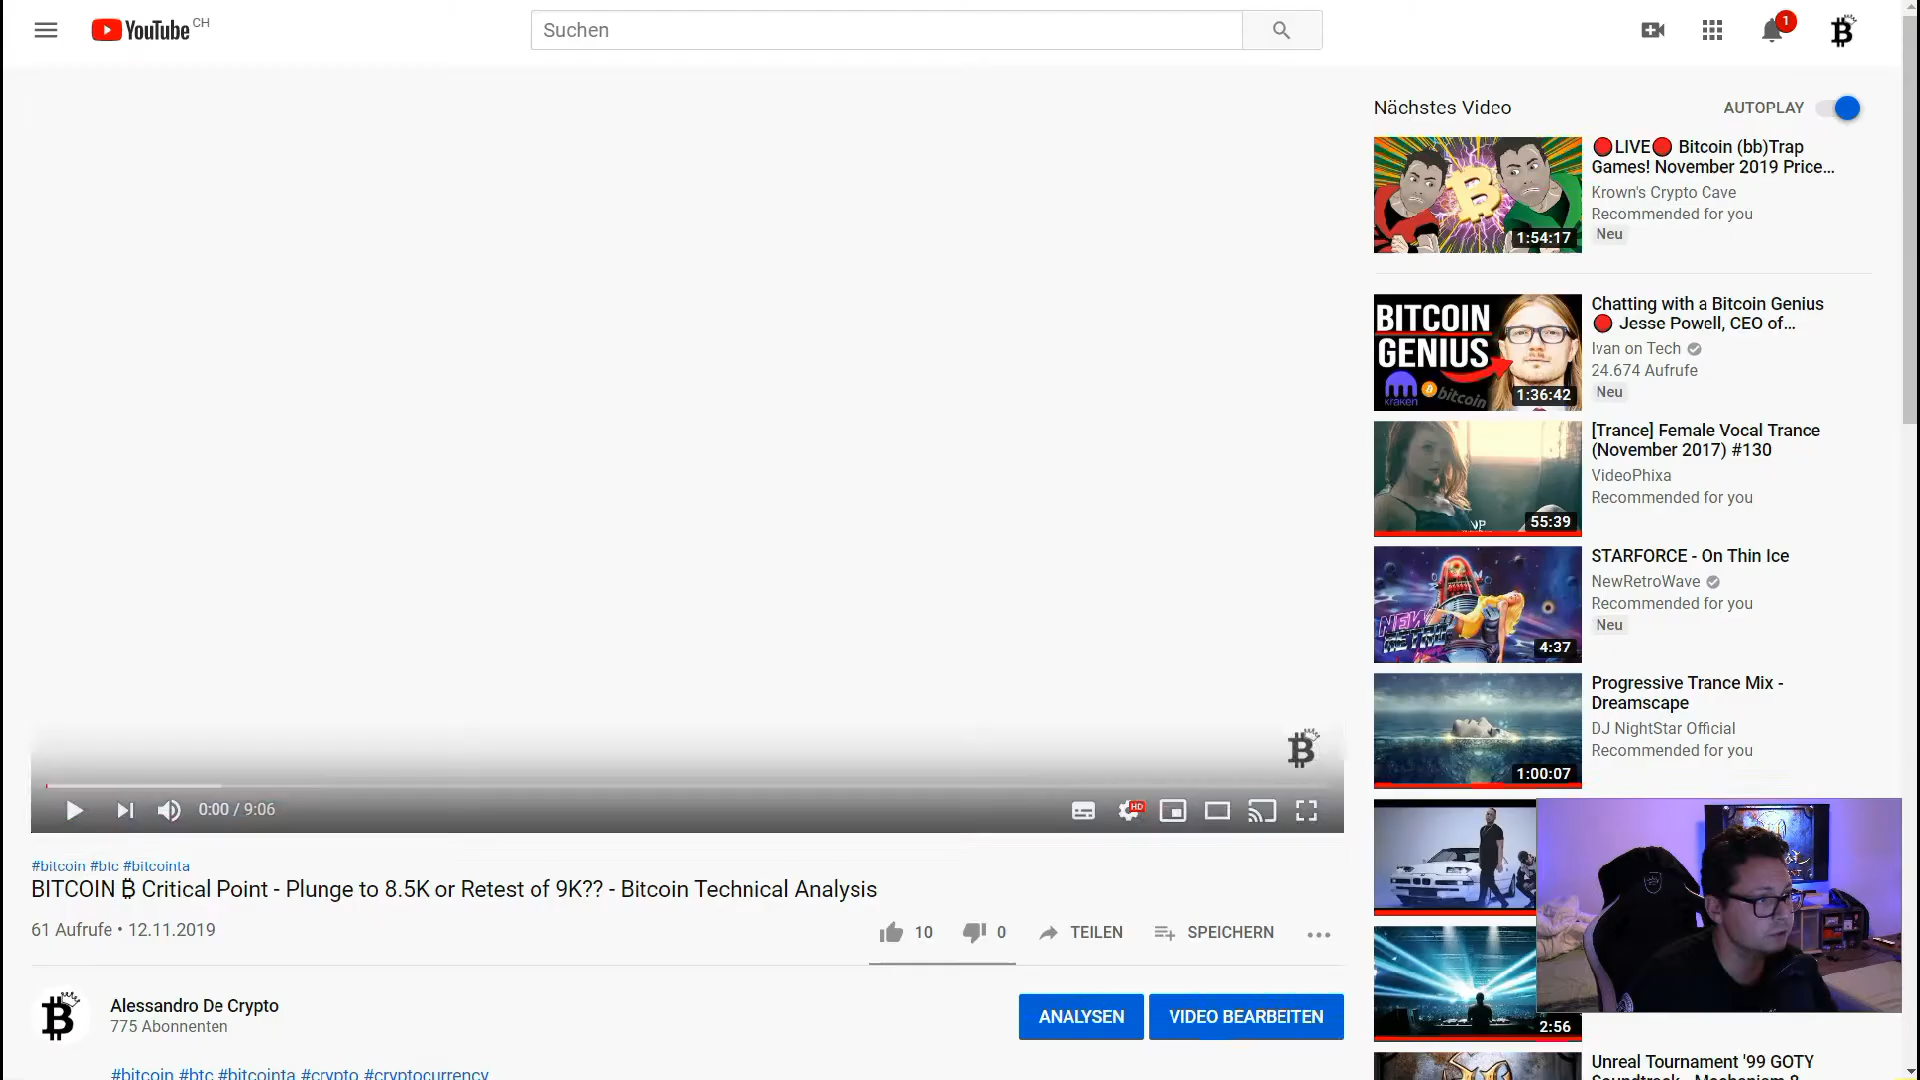 YouTube CH
Suchen
1
Nächstes Video
AUTOPLAY
🔴LIVE🔴 Bitcoin (bb)Trap
Games! November 2019 Price...
Krown's Crypto Cave
Recommended for you
Neu
1:54:17
BITCOIN
GENIUS
kraken
bitcoin
1:36:42
Chatting with a Bitcoin Genius
🔴 Jesse Powell, CEO of...
Ivan on Tech
24.674 Aufrufe
Neu
[Trance] Female Vocal Trance
(November 2017) #130
VideoPhixa
Recommended for you
VP
55:39
STARFORCE - On Thin Ice
NewRetroWave
Recommended for you
Neu
NEW
RETRO
4:37
Progressive Trance Mix -
Dreamscape
DJ NightStar Official
Recommended for you
1:00:07
2:56
Unreal Tournament '99 GOTY
0:00 / 9:06
HD
#bitcoin #btc #bitcointa
BITCOIN ₿ Critical Point - Plunge to 8.5K or Retest of 9K?? - Bitcoin Technical Analysis
61 Aufrufe • 12.11.2019
10
0
TEILEN
SPEICHERN
Alessandro De Crypto
775 Abonnenten
ANALYSEN
VIDEO BEARBEITEN
#bitcoin #btc #bitcointa #crypto #cryptocurrency